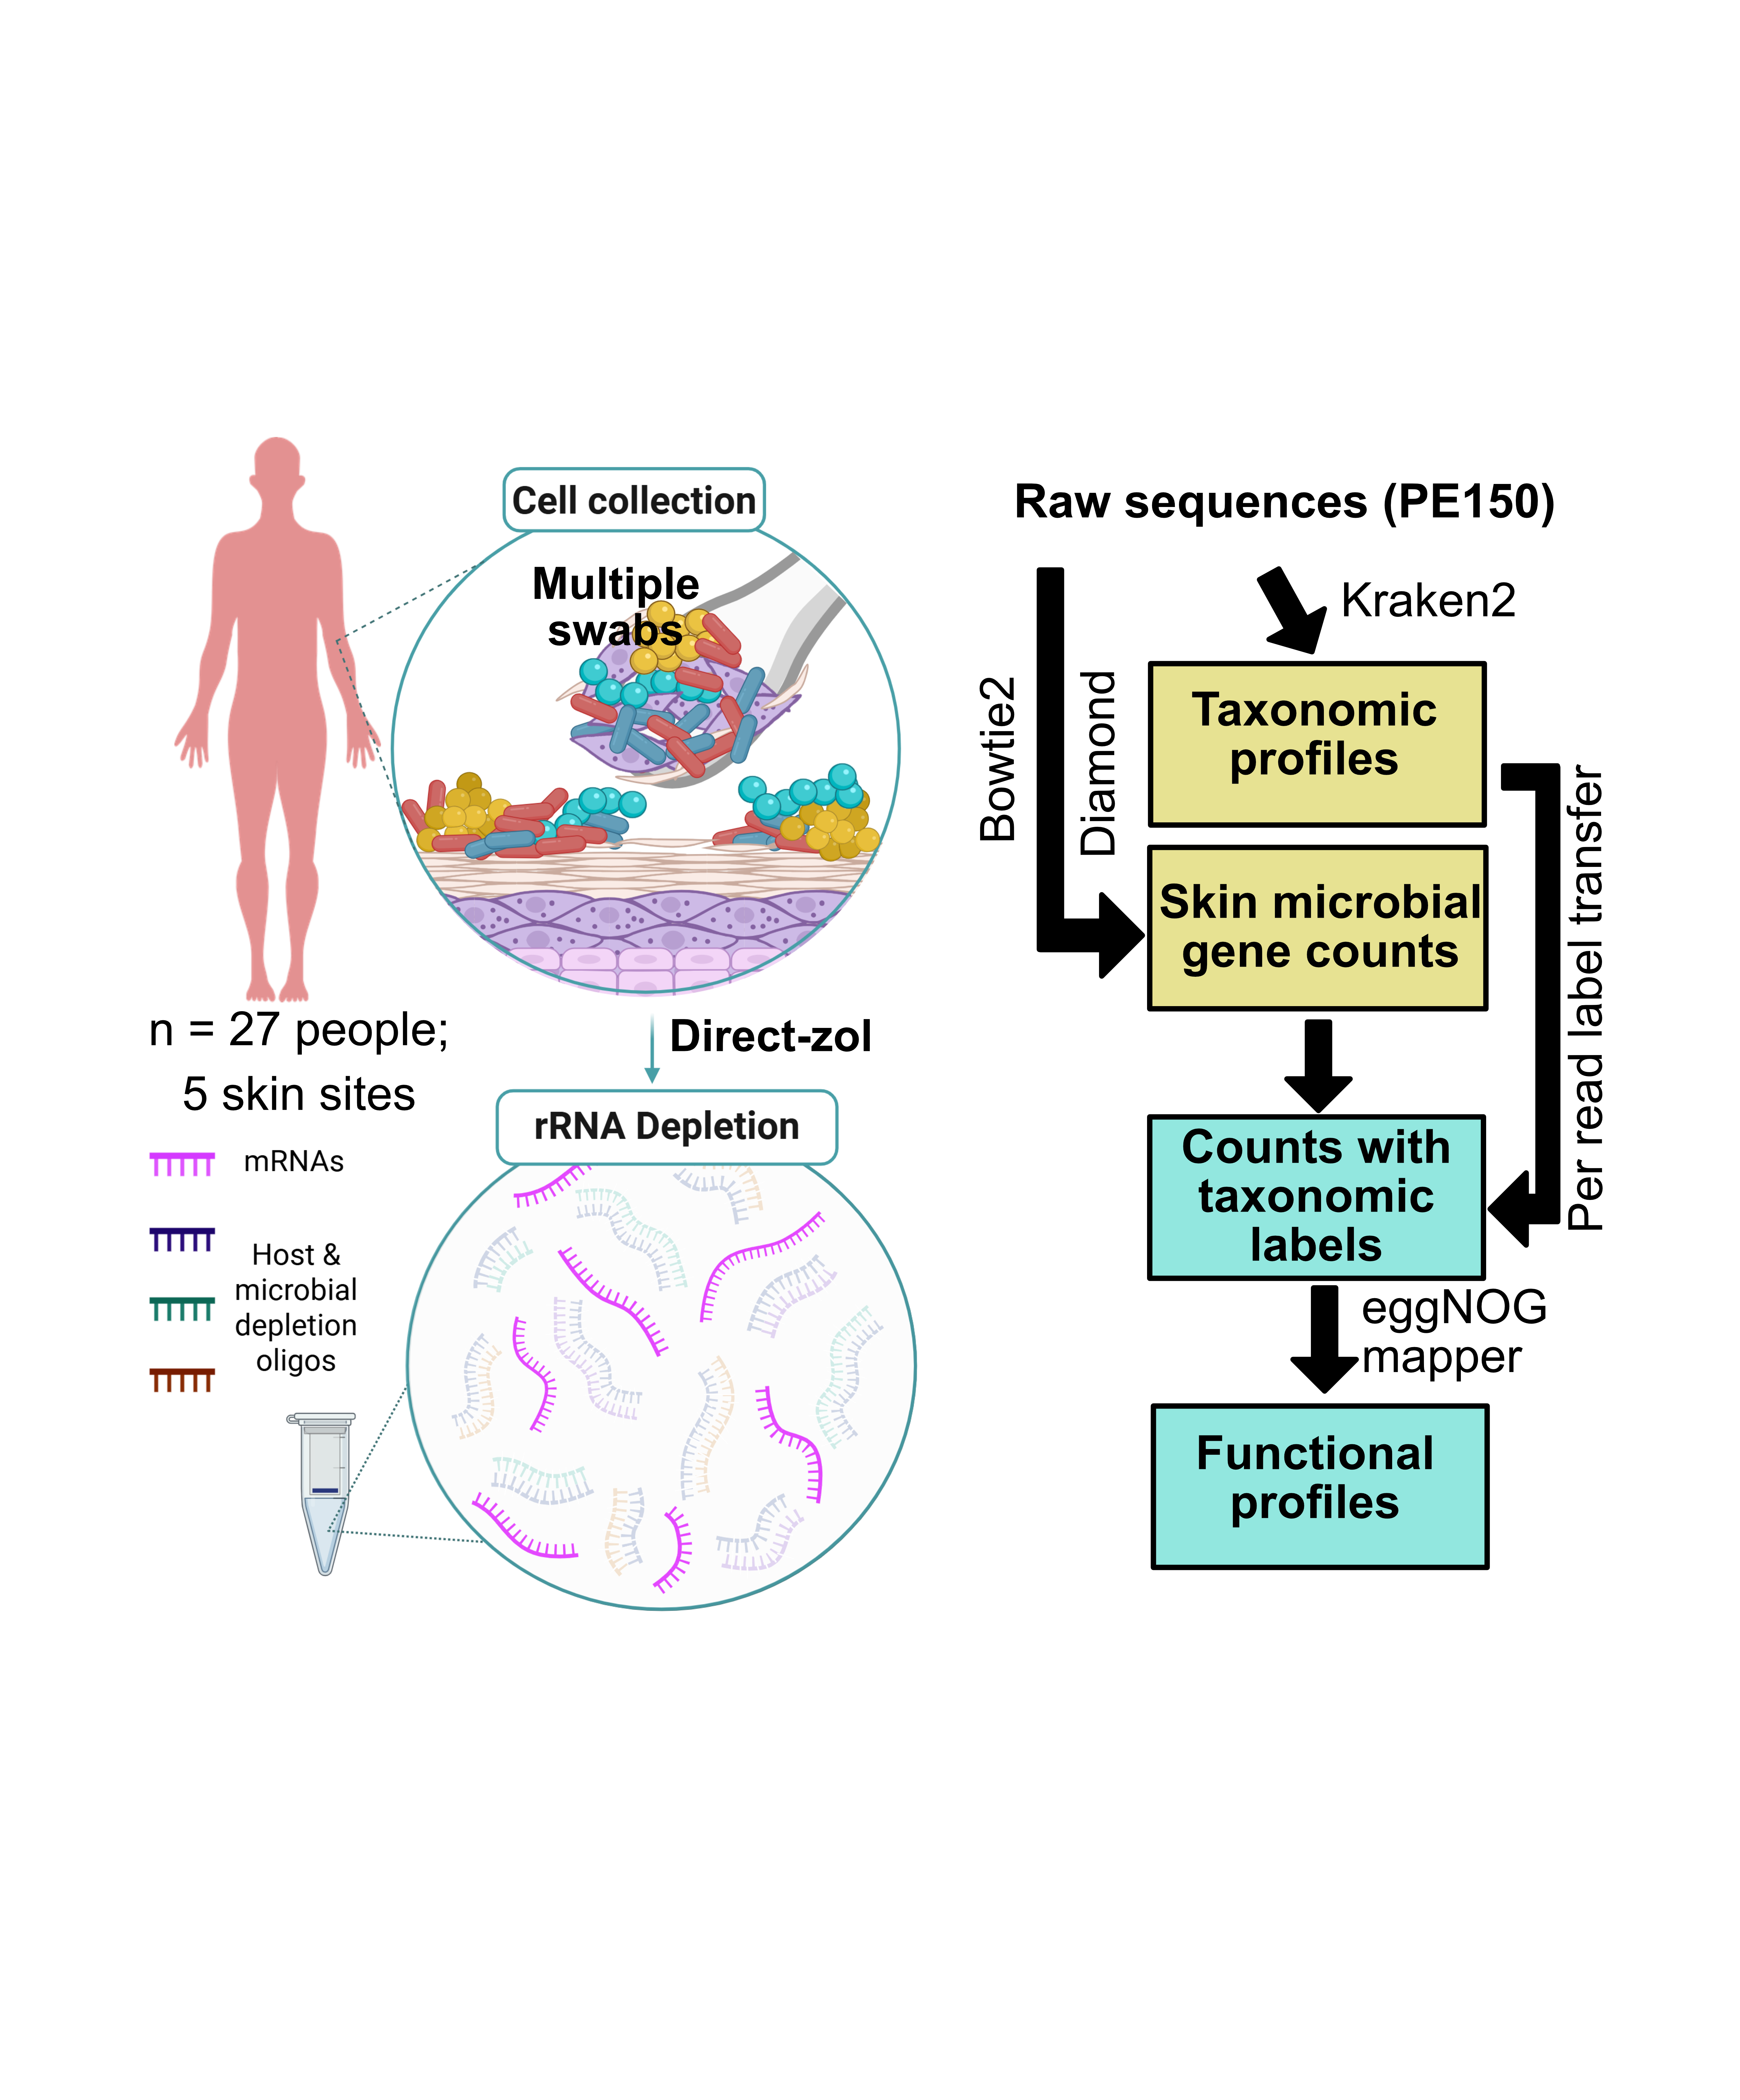 Cell collection
Multiple
swabs
n = 27 people;
5 skin sites
Direct-zol
rRNA Depletion
mRNAs
Host &
microbial
depletion
oligos
Raw sequences (PE150)
Kraken2
Bowtie2
Diamond
Taxonomic
profiles
Skin microbial
gene counts
Per read label transfer
Counts with
taxonomic
labels
eggNOG
mapper
Functional
profiles